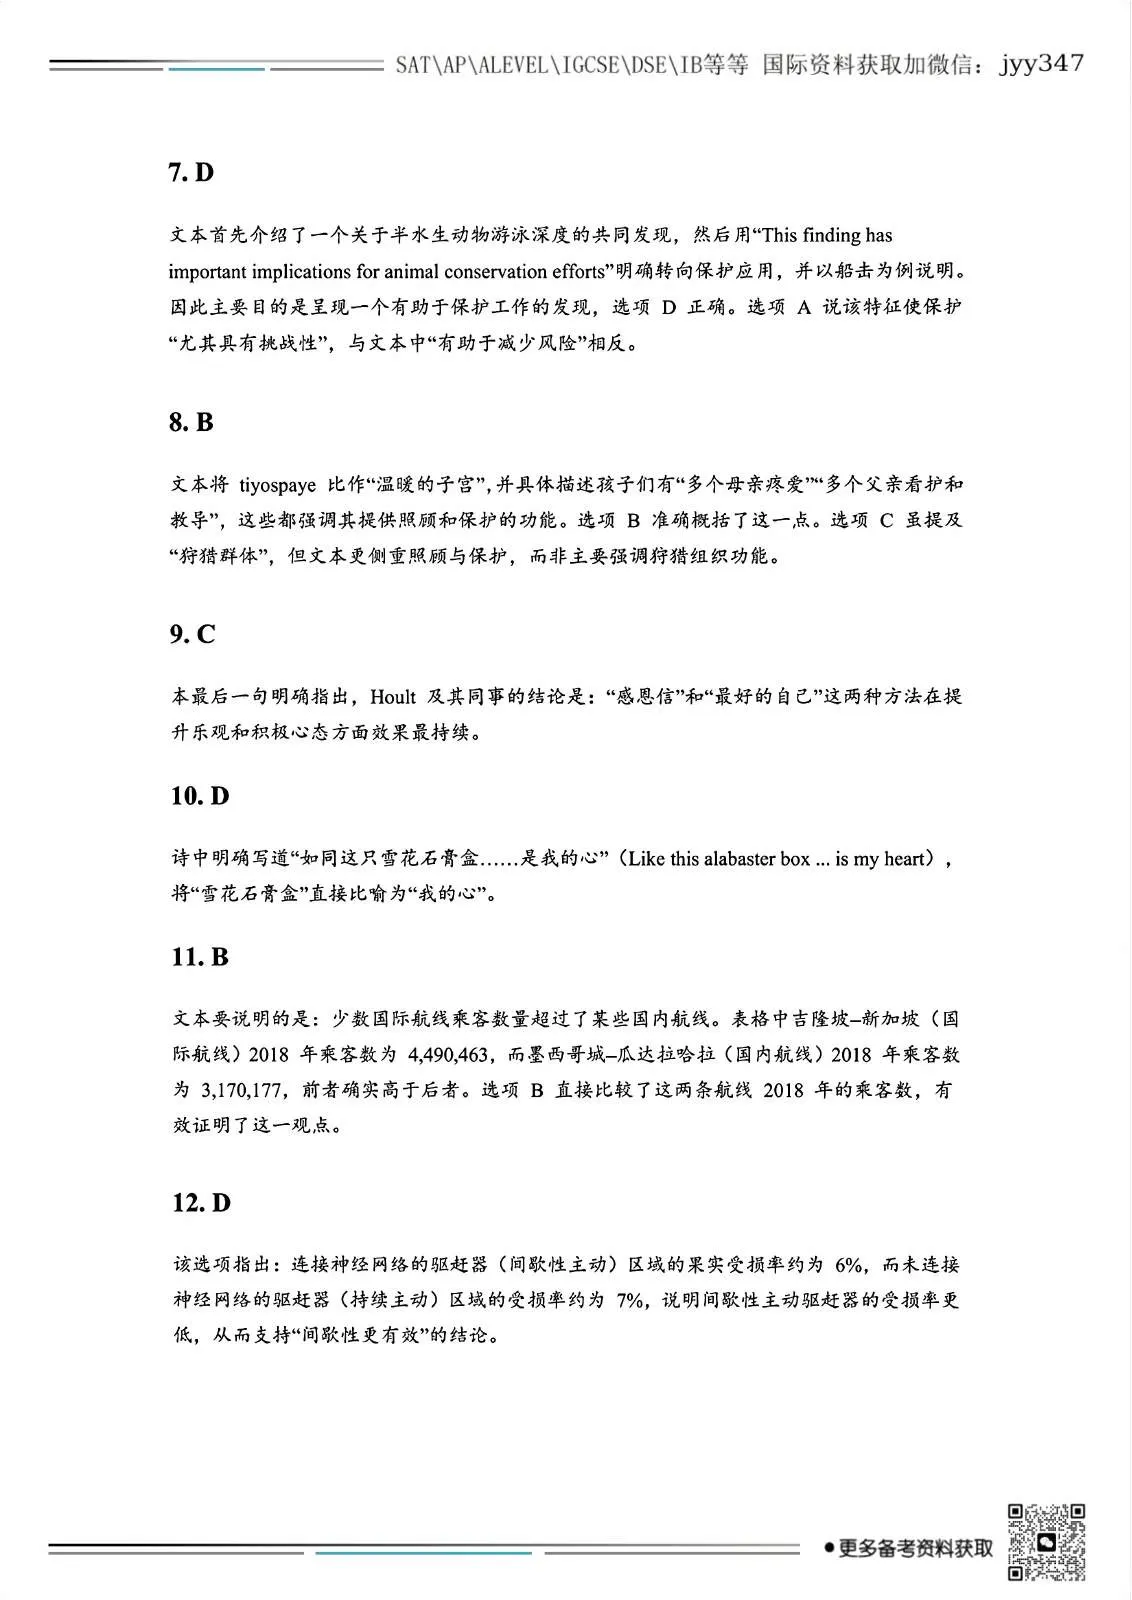 SAT\AP\ALEVEL\IGCSE\DSE\IB等等 国际资料获取加微信：jyy347
7. D
文本首先介绍了一个关于半水生动物游泳深度的共同发现，然后用“This finding has
important implications for animal conservation efforts”明确转向保护应用，并以船击为例说明。
因此主要目的是呈现一个有助于保护工作的发现，选项 D 正确。选项 A 说该特征使保护
“尤其具有挑战性”，与文本中“有助于减少风险”相反。
8. B
文本将 tiyospaye 比作“温暖的子宫”，并具体描述孩子们有“多个母亲疼爱”“多个父亲看护和
教导”，这些都强调其提供照顾和保护的功能。选项 B 准确概括了这一点。选项 C 虽提及
“狩猎群体”，但文本更侧重照顾与保护，而非主要强调狩猎组织功能。
9. C
本最后一句明确指出，Hoult 及其同事的结论是：“感恩信”和“最好的自己”这两种方法在提
升乐观和积极心态方面效果最持续。
10. D
诗中明确写道“如同这只雪花石膏盒……是我的心”（Like this alabaster box ... is my heart），
将“雪花石膏盒”直接比喻为“我的心”。
11. B
文本要说明的是：少数国际航线乘客数量超过了某些国内航线。表格中吉隆坡–新加坡（国
际航线）2018 年乘客数为 4,490,463，而墨西哥城–瓜达拉哈拉（国内航线）2018 年乘客数
为 3,170,177，前者确实高于后者。选项 B 直接比较了这两条航线 2018 年的乘客数，有
效证明了这一观点。
12. D
该选项指出：连接神经网络的驱赶器（间歇性主动）区域的果实受损率约为 6%，而未连接
神经网络的驱赶器（持续主动）区域的受损率约为 7%，说明间歇性主动驱赶器的受损率更
低，从而支持“间歇性更有效”的结论。
●更多备考资料获取